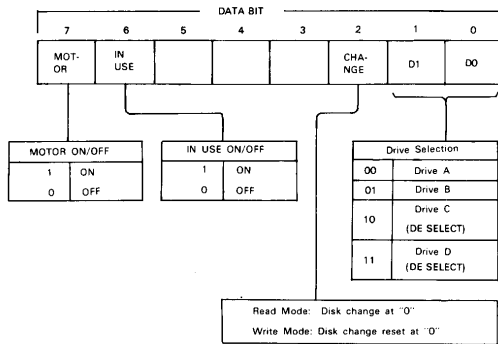 DATA BIT
7 6 5 4 3 2 1 0
MOT-
OR
IN
USE
CHA-
NGE
D1
D0
MOTOR ON/OFF
1 ON
0 OFF
IN USE ON/OFF
1 ON
0 OFF
Drive Selection
00 Drive A
01 Drive B
10 Drive C
(DE SELECT)
11 Drive D
(DE SELECT)
Read Mode: Disk change at "0"
Write Mode: Disk change reset at "0"